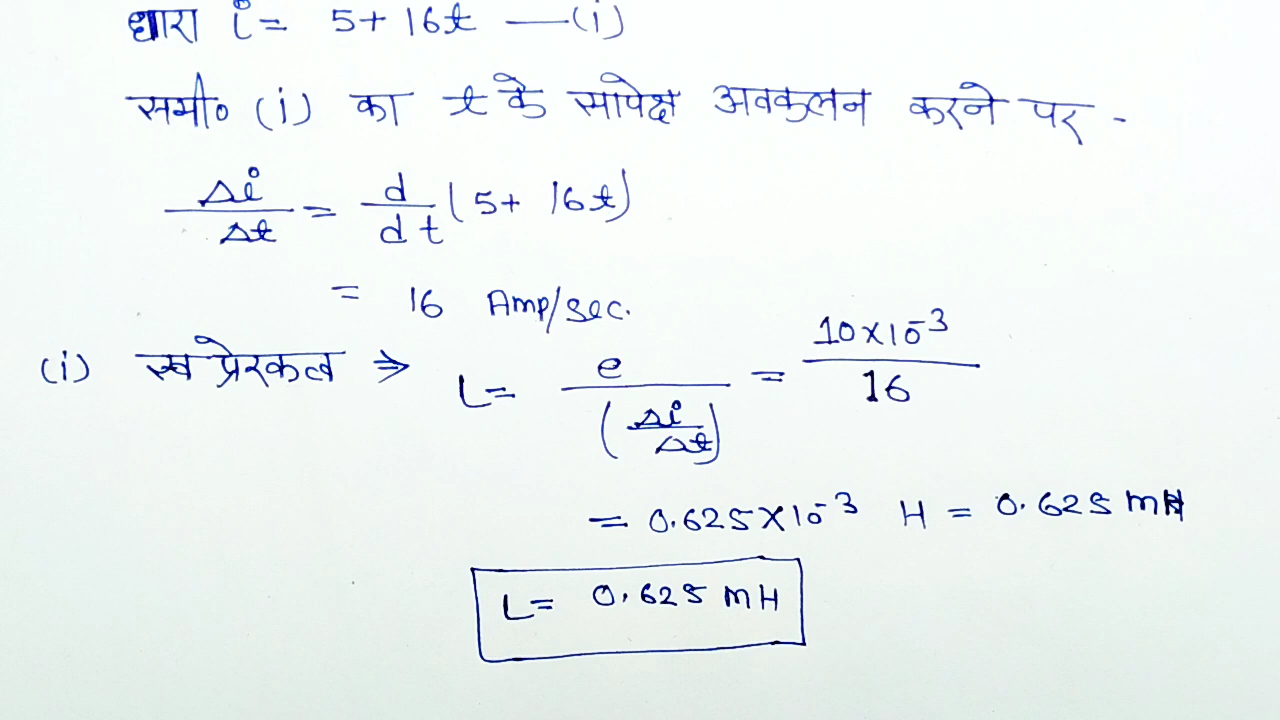 धारा i = 5+ 16t —(i)
समी० (i) का t के सापेक्ष अवकलन करने पर -
Δi/Δt = d/dt (5+ 16t)
= 16 Amp/sec.
(i) स्व प्रेरकत्व ⇒ L = e/(Δi/Δt) = 10×10⁻³/16
= 0.625×10⁻³ H = 0.625 mH
L = 0.625 mH